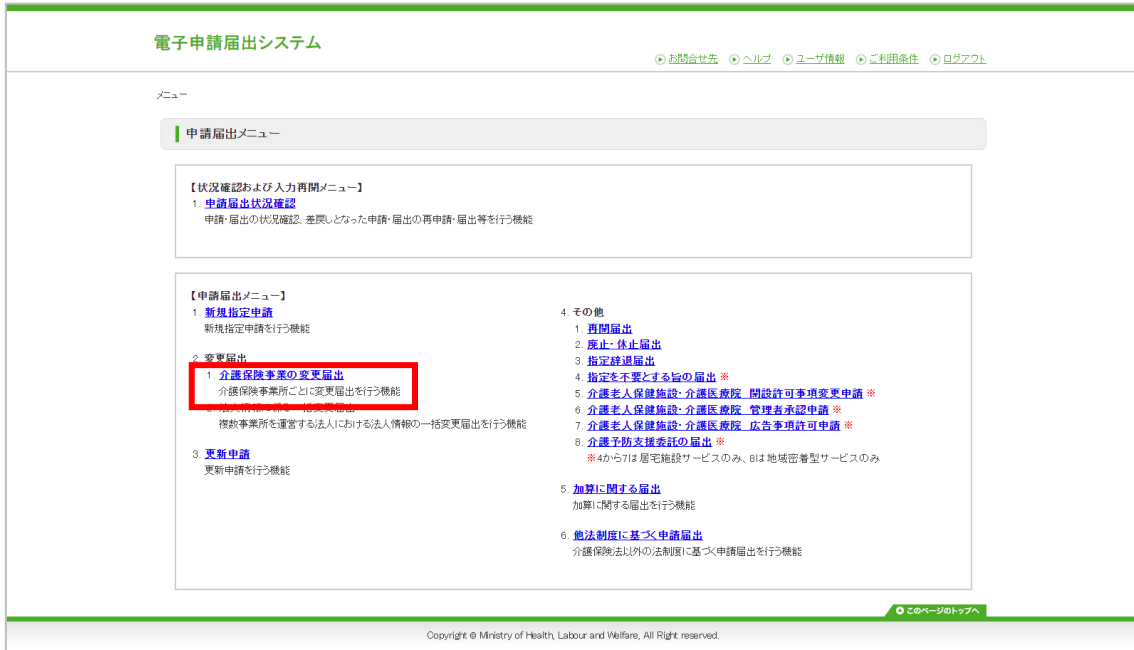 電子申請届出システム
お問合せ先 ヘルプ ユーザ情報 ご利用条件 ログアウト
メニュー
申請届出メニュー
【状況確認および入力再開メニュー】
1. 申請届出状況確認
申請・届出の状況確認、差戻しとなった申請・届出の再申請・届出等を行う機能
【申請届出メニュー】
1. 新規指定申請
新規指定申請を行う機能
2. 変更届出
1. 介護保険事業の変更届出
介護保険事業所ごとに変更届出を行う機能
2. 法人情報に係る一括変更届出
複数事業所を運営する法人における法人情報の一括変更届出を行う機能
3. 更新申請
更新申請を行う機能
4. その他
1. 再開届出
2. 廃止・休止届出
3. 指定辞退届出
4. 指定を不要とする旨の届出 ※
5. 介護老人保健施設・介護医療院 開設許可事項変更申請 ※
6. 介護老人保健施設・介護医療院 管理者承認申請 ※
7. 介護老人保健施設・介護医療院 広告事項許可申請 ※
8. 介護予防支援委託の届出 ※
※4から7は居宅施設サービスのみ、8は地域密着型サービスのみ
5. 加算に関する届出
加算に関する届出を行う機能
6. 他法制度に基づく申請届出
介護保険法以外の法制度に基づく申請届出を行う機能
このページのトップへ
Copyright © Ministry of Health, Labour and Welfare, All Right reserved.